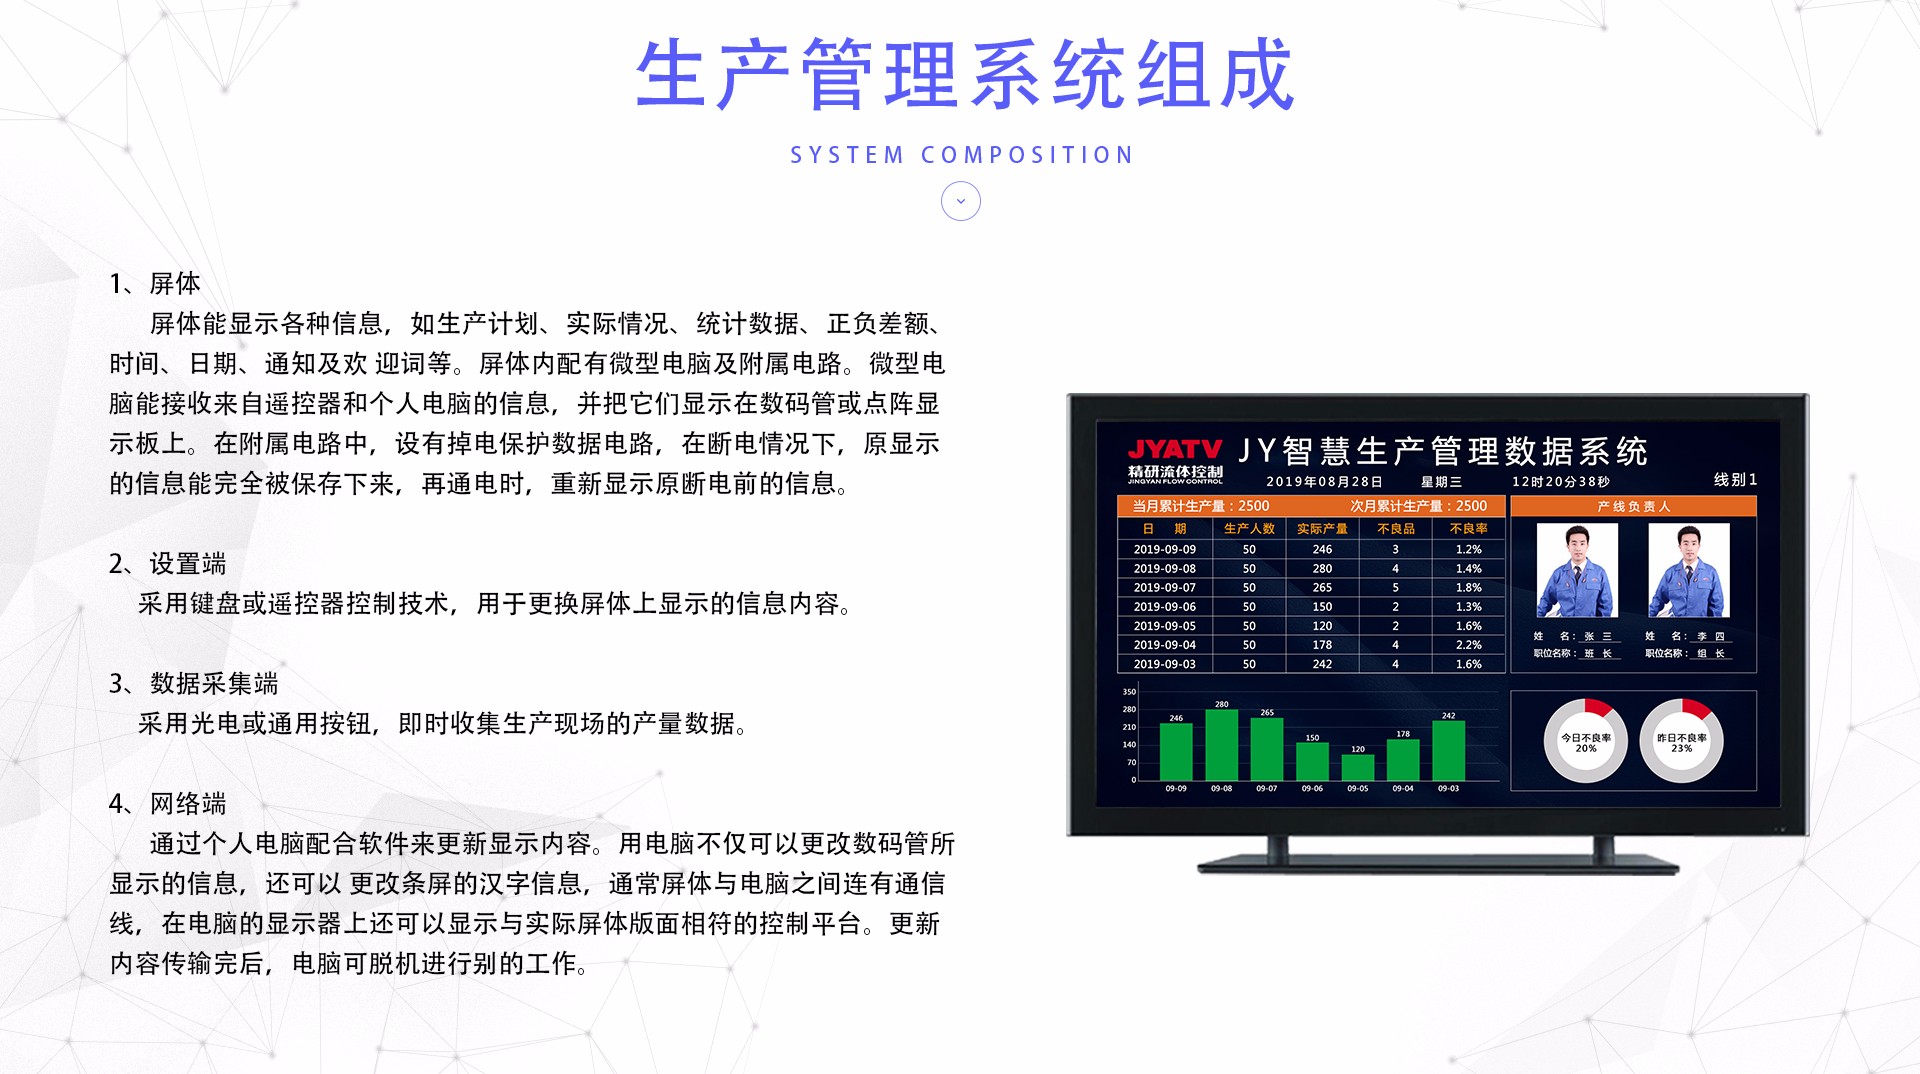 生产管理系统组成
SYSTEM COMPOSITION
1、屏体
屏体能显示各种信息，如生产计划、实际情况、统计数据、正负差额、
时间、日期、通知及欢 迎词等。屏体内配有微型电脑及附属电路。微型电
脑能接收来自遥控器和个人电脑的信息，并把它们显示在数码管或点阵显
示板上。在附属电路中，设有掉电保护数据电路，在断电情况下，原显示
的信息能完全被保存下来，再通电时，重新显示原断电前的信息。
2、设置端
采用键盘或遥控器控制技术，用于更换屏体上显示的信息内容。
3、数据采集端
采用光电或通用按钮，即时收集生产现场的产量数据。
4、网络端
通过个人电脑配合软件来更新显示内容。用电脑不仅可以更改数码管所
显示的信息，还可以 更改条屏的汉字信息，通常屏体与电脑之间连有通信
线，在电脑的显示器上还可以显示与实际屏体版面相符的控制平台。更新
内容传输完后，电脑可脱机进行别的工作。
JYATV
精研流体控制
JINGYAN FLOW CONTROL
JY智慧生产管理数据系统
2019年08月28日 星期三 12时20分38秒 线别1
当月累计生产量：2500 次月累计生产量：2500
日 期 生产人数 实际产量 不良品 不良率
2019-09-09 50 246 3 1.2%
2019-09-08 50 280 4 1.4%
2019-09-07 50 265 5 1.8%
2019-09-06 50 150 2 1.3%
2019-09-05 50 120 2 1.6%
2019-09-04 50 178 4 2.2%
2019-09-03 50 242 4 1.6%
产线负责人
姓 名：张 三
职位名称：班 长
姓 名：李 四
职位名称：组 长
350
280
210
140
70
0
246 280 265 150 120 178 242
09-09 09-08 09-07 09-06 09-05 09-04 09-03
今日不良率
20%
昨日不良率
23%